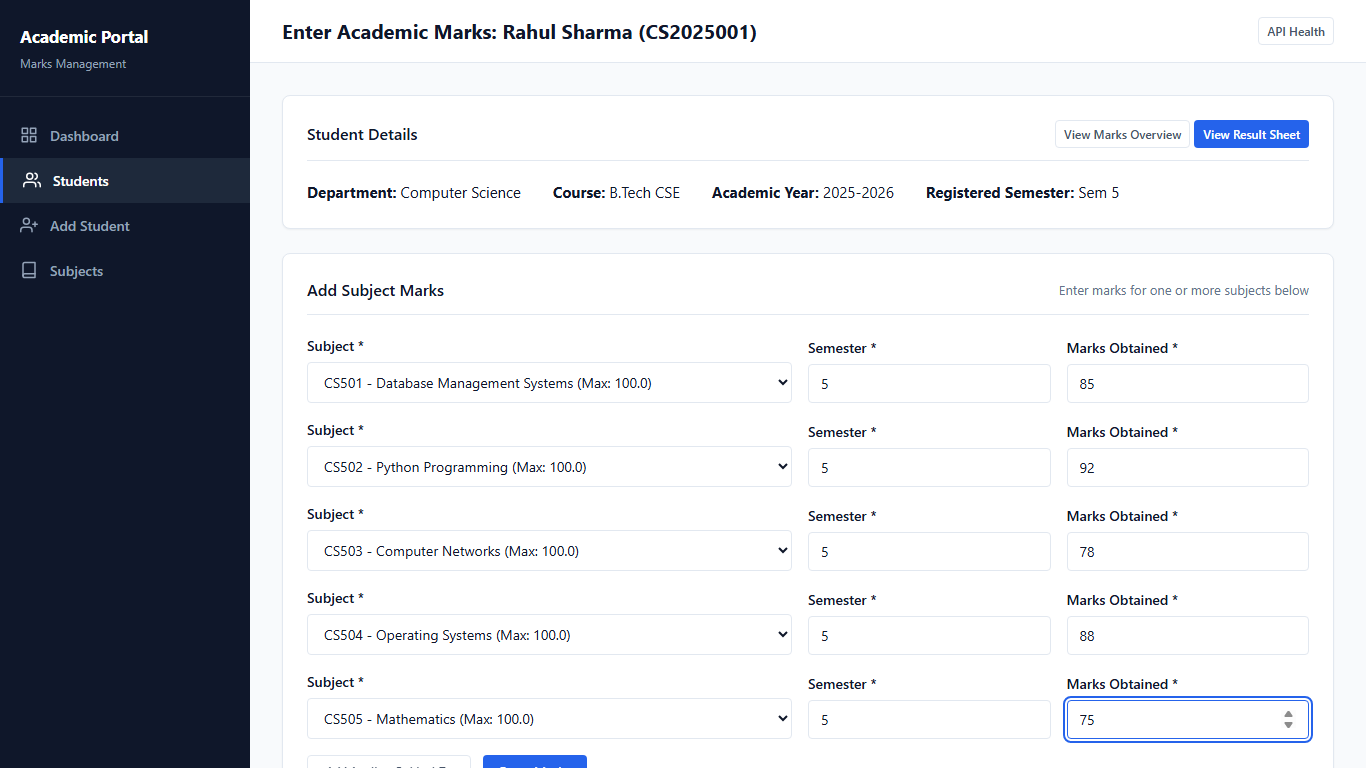 Academic Portal
Marks Management
Dashboard
Students
Add Student
Subjects
Enter Academic Marks: Rahul Sharma (CS2025001)
API Health
Student Details
View Marks Overview
View Result Sheet
Department: Computer Science Course: B.Tech CSE Academic Year: 2025-2026 Registered Semester: Sem 5
Add Subject Marks
Enter marks for one or more subjects below
Subject * Semester * Marks Obtained *
CS501 - Database Management Systems (Max: 100.0) 5 85
Subject * Semester * Marks Obtained *
CS502 - Python Programming (Max: 100.0) 5 92
Subject * Semester * Marks Obtained *
CS503 - Computer Networks (Max: 100.0) 5 78
Subject * Semester * Marks Obtained *
CS504 - Operating Systems (Max: 100.0) 5 88
Subject * Semester * Marks Obtained *
CS505 - Mathematics (Max: 100.0) 5 75